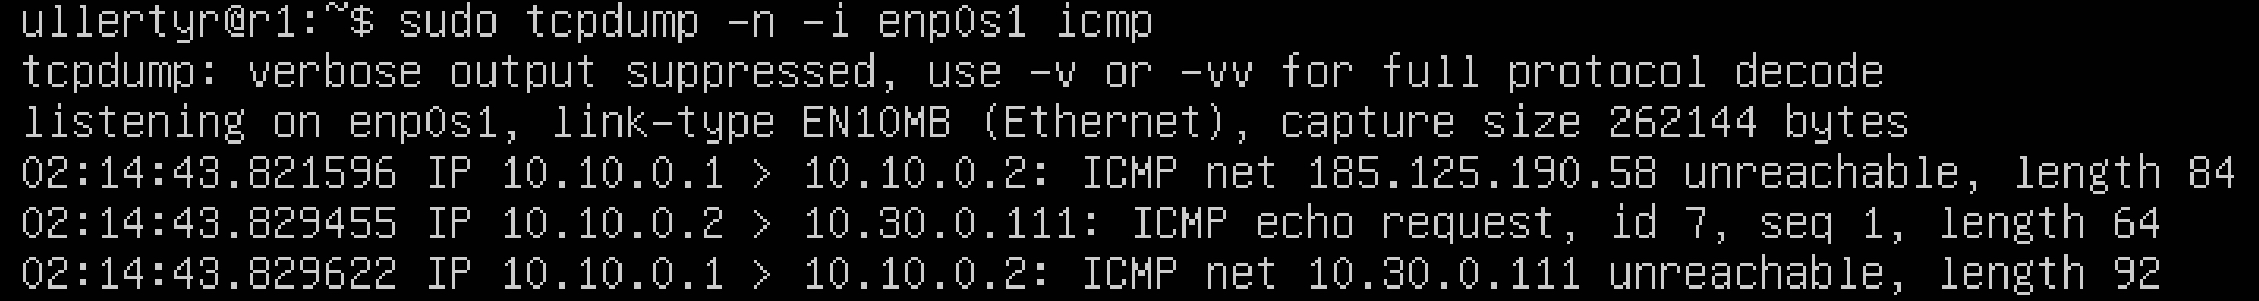 ullertyr@r1:~$ sudo tcpdump -n -i enp0s1 icmp
tcpdump: verbose output suppressed, use -v or -vv for full protocol decode
listening on enp0s1, link-type EN10MB (Ethernet), capture size 262144 bytes
02:14:43.821596 IP 10.10.0.1 > 10.10.0.2: ICMP net 185.125.190.58 unreachable, length 84
02:14:43.829455 IP 10.10.0.2 > 10.30.0.111: ICMP echo request, id 7, seq 1, length 64
02:14:43.829622 IP 10.10.0.1 > 10.10.0.2: ICMP net 10.30.0.111 unreachable, length 92